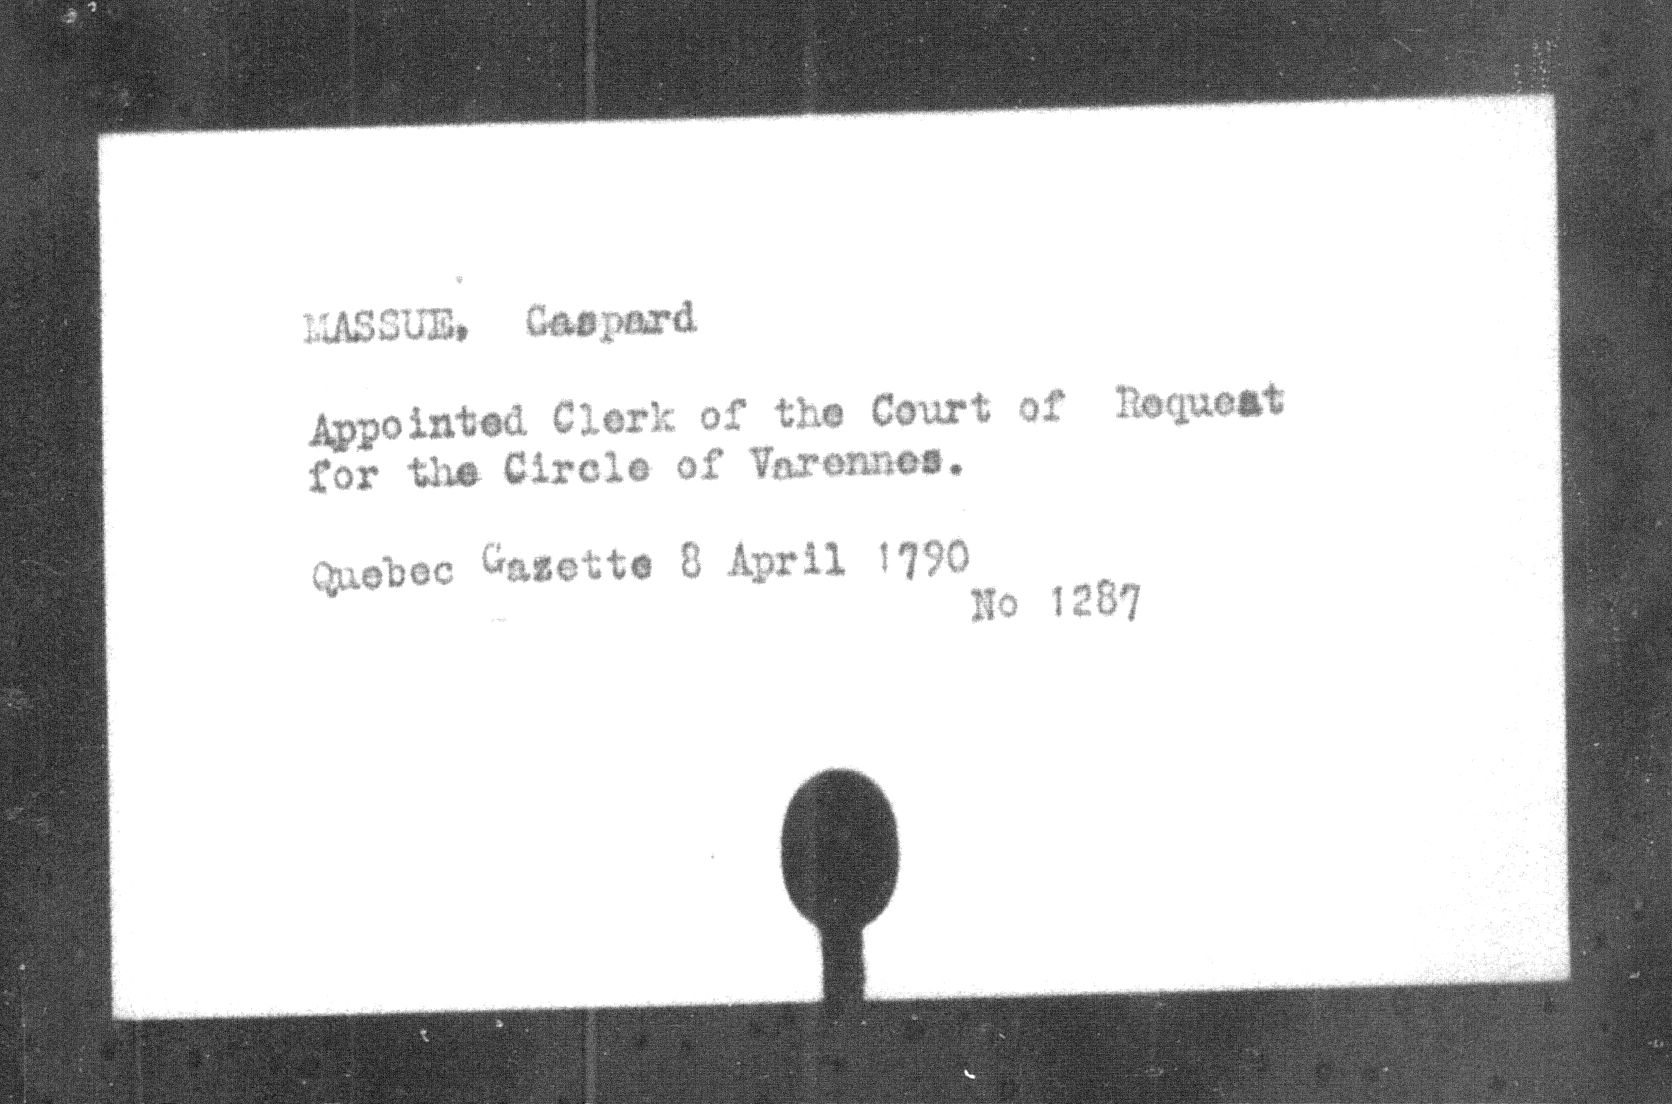 MASSUE, Gaspard
Appointed Clerk of the Court of Request
for the Circle of Varennes.
Quebec Gazette 8 April 1790
No 1287